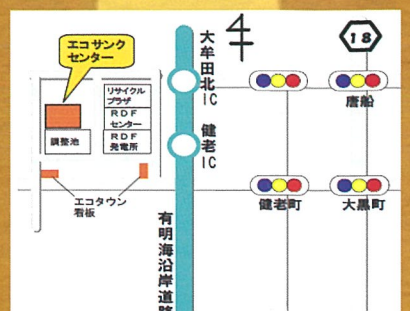 エコサンク
センター
大牟田北IC
18
リサイクル
プラザ
RDF
センター
RDF
発電所
調整池
唐船
健老IC
エコタウン
看板
健老町
大黒町
有明海沿岸道路